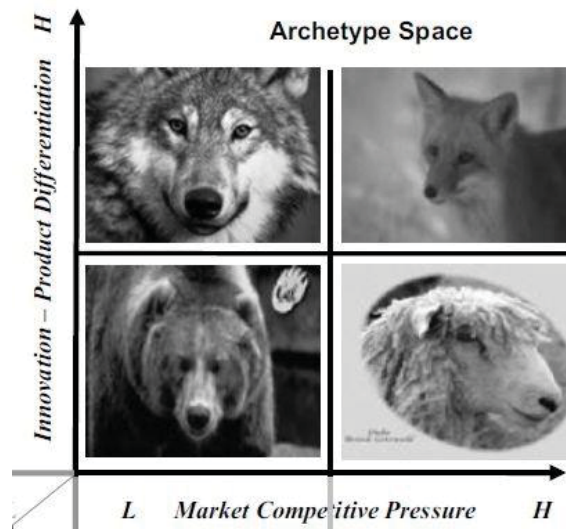 Archetype Space
H
Innovation – Product Differentiation
L Market Competitive Pressure H